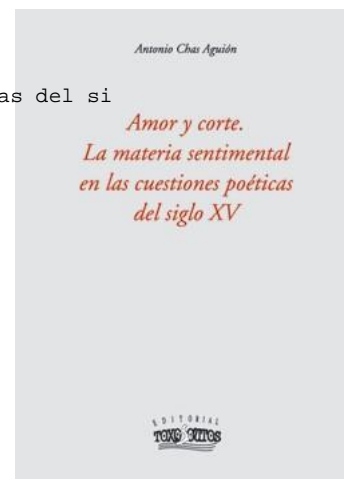 Antonio Chas Aguión
as del si
Amor y corte.
La materia sentimental
en las cuestiones poéticas
del siglo XV
EDITORIAL
TOXOSOUTOS